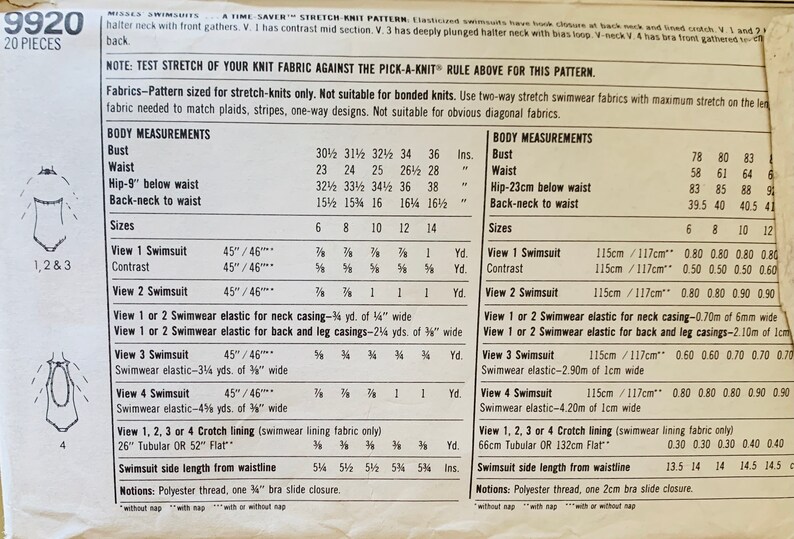 9920
20 PIECES
MISSES' SWIMSUITS . . . A TIME-SAVER™ STRETCH-KNIT PATTERN: Elasticized swimsuits have hook closure at back neck and lined crotch. V. 1 and 2
halter neck with front gathers. V. 1 has contrast mid section. V. 3 has deeply plunged halter neck with bias loop. V-neck V. 4 has bra front gathered to
back.
NOTE: TEST STRETCH OF YOUR KNIT FABRIC AGAINST THE PICK-A-KNIT® RULE ABOVE FOR THIS PATTERN.
Fabrics–Pattern sized for stretch-knits only. Not suitable for bonded knits. Use two-way stretch swimwear fabrics with maximum stretch on the
fabric needed to match plaids, stripes, one-way designs. Not suitable for obvious diagonal fabrics.
BODY MEASUREMENTS
Bust 30½ 31½ 32½ 34 36 Ins.
Waist 23 24 25 26½ 28 "
Hip-9" below waist 32½ 33½ 34½ 36 38 "
Back-neck to waist 15½ 15¾ 16 16¼ 16½ "
Sizes 6 8 10 12 14
View 1 Swimsuit 45"/46"** ⅞ ⅞ ⅞ ⅞ 1 Yd.
Contrast 45"/46"** ⅝ ⅝ ⅝ ⅝ ⅝ Yd.
View 2 Swimsuit 45"/46"** ⅞ ⅞ 1 1 1 Yd.
View 1 or 2 Swimwear elastic for neck casing–¾ yd. of ¼" wide
View 1 or 2 Swimwear elastic for back and leg casings–2¼ yds. of ⅜" wide
View 3 Swimsuit 45"/46"** ⅝ ¾ ¾ ¾ ¾ Yd.
Swimwear elastic–3¼ yds. of ⅜" wide
View 4 Swimsuit 45"/46"** ⅞ ⅞ ⅞ 1 1 Yd.
Swimwear elastic–4⅝ yds. of ⅜" wide
View 1, 2, 3 or 4 Crotch lining (swimwear lining fabric only)
26" Tubular OR 52" Flat** ⅜ ⅜ ⅜ ⅜ ⅜ Yd.
Swimsuit side length from waistline 5¼ 5½ 5½ 5¾ 5¾ Ins.
Notions: Polyester thread, one ¾" bra slide closure.
*without nap **with nap ***with or without nap
BODY MEASUREMENTS
Bust 78 80 83
Waist 58 61 64
Hip-23cm below waist 83 85 88
Back-neck to waist 39.5 40 40.5
Sizes 6 8 10 12
View 1 Swimsuit 115cm /117cm** 0.80 0.80 0.80 0.80
Contrast 115cm /117cm** 0.50 0.50 0.50 0.60
View 2 Swimsuit 115cm /117cm** 0.80 0.80 0.90 0.90
View 1 or 2 Swimwear elastic for neck casing–0.70m of 6mm wide
View 1 or 2 Swimwear elastic for back and leg casings–2.10m of 1cm
View 3 Swimsuit 115cm /117cm** 0.60 0.60 0.70 0.70 0.70
Swimwear elastic–2.90m of 1cm wide
View 4 Swimsuit 115cm /117cm** 0.80 0.80 0.80 0.90 0.90
Swimwear elastic–4.20m of 1cm wide
View 1, 2, 3 or 4 Crotch lining (swimwear lining fabric only)
66cm Tubular OR 132cm Flat** 0.30 0.30 0.30 0.40 0.40
Swimsuit side length from waistline 13.5 14 14 14.5 14.5
Notions: Polyester thread, one 2cm bra slide closure.
*without nap **with nap ***with or without nap
1, 2 & 3
4